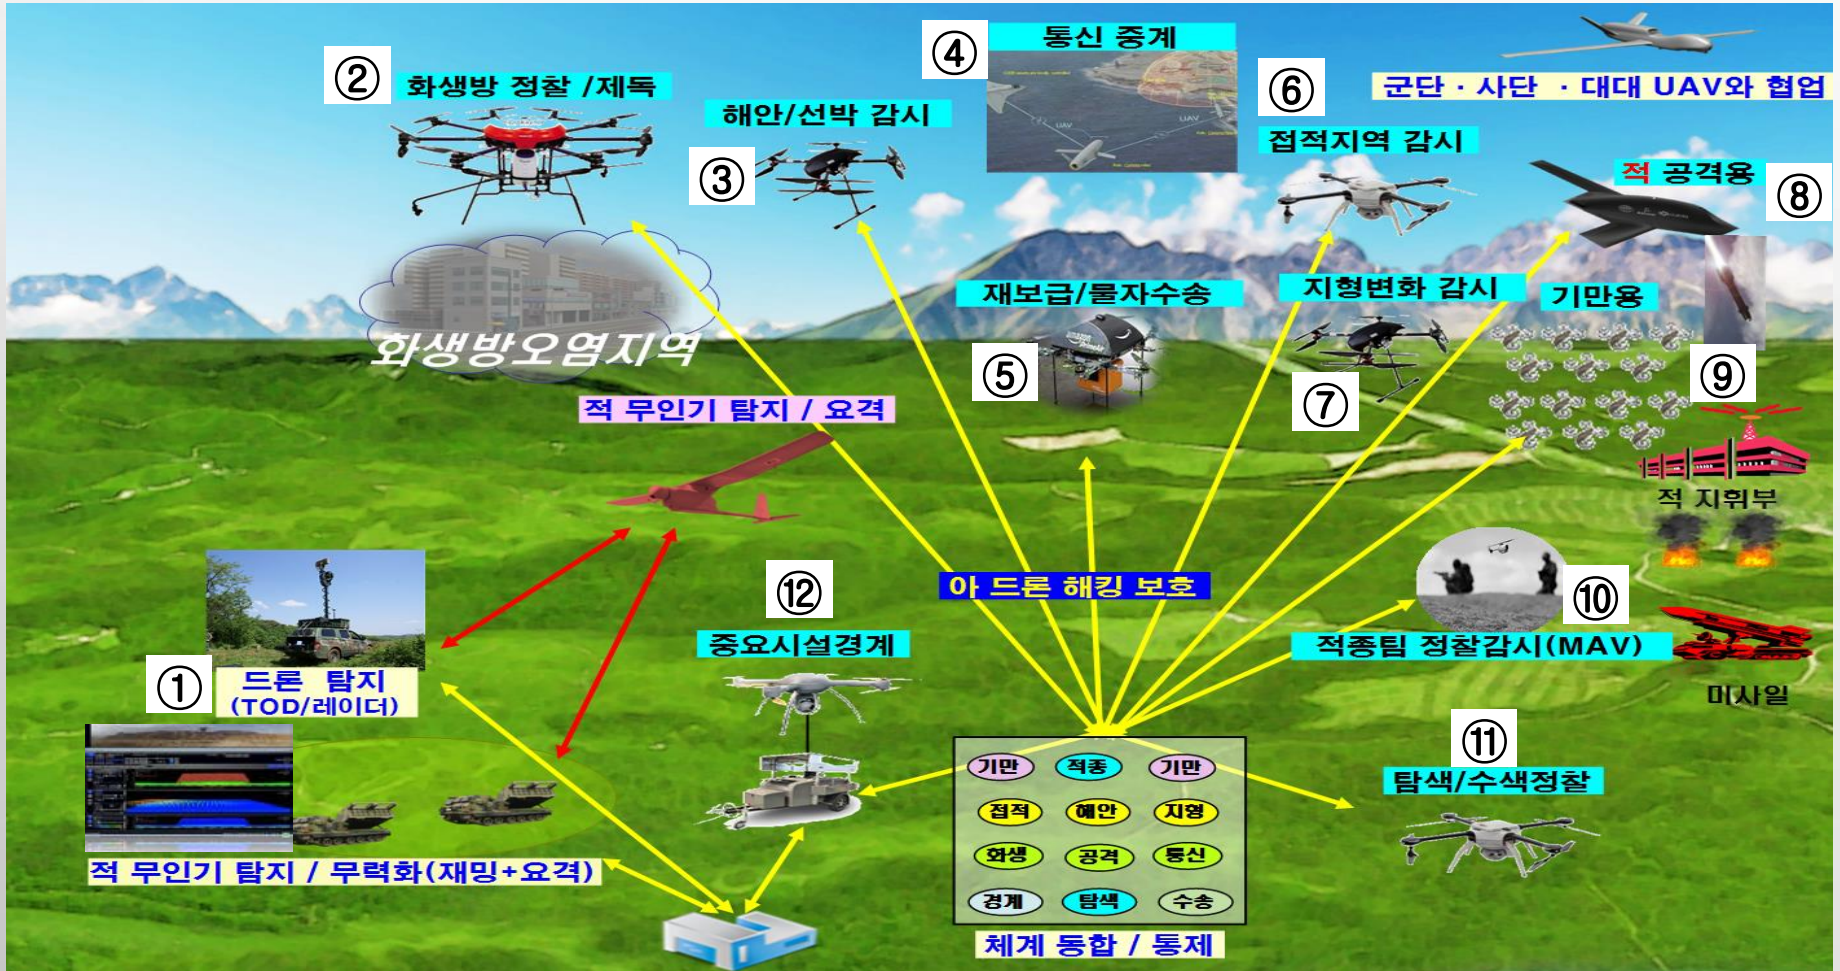 ②
화생방 정찰 /제독
해안/선박 감시
③
④
통신 중계
UAV
UAV
⑥
접적지역 감시
군단 · 사단 · 대대 UAV와 협업
적 공격용
⑧
화생방오염지역
재보급/물자수송
⑤
amazon
지형변화 감시
⑦
기만용
⑨
적 지휘부
적 무인기 탐지 / 요격
아 드론 해킹 보호
⑩
적종팀 정찰감시(MAV)
미사일
①
드론 탐지
(TOD/레이더)
적 무인기 탐지 / 무력화(재밍+요격)
⑫
중요시설경계
⑪
탐색/수색정찰
기만 적종 기만
접적 해안 지형
화생 공격 통신
경계 탐색 수송
체계 통합 / 통제